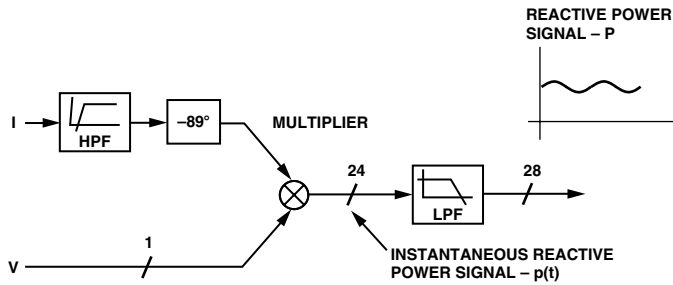 REACTIVE POWER
SIGNAL – P
I
HPF
–89°
MULTIPLIER
24
LPF
28
1
V
INSTANTANEOUS REACTIVE
POWER SIGNAL – p(t)